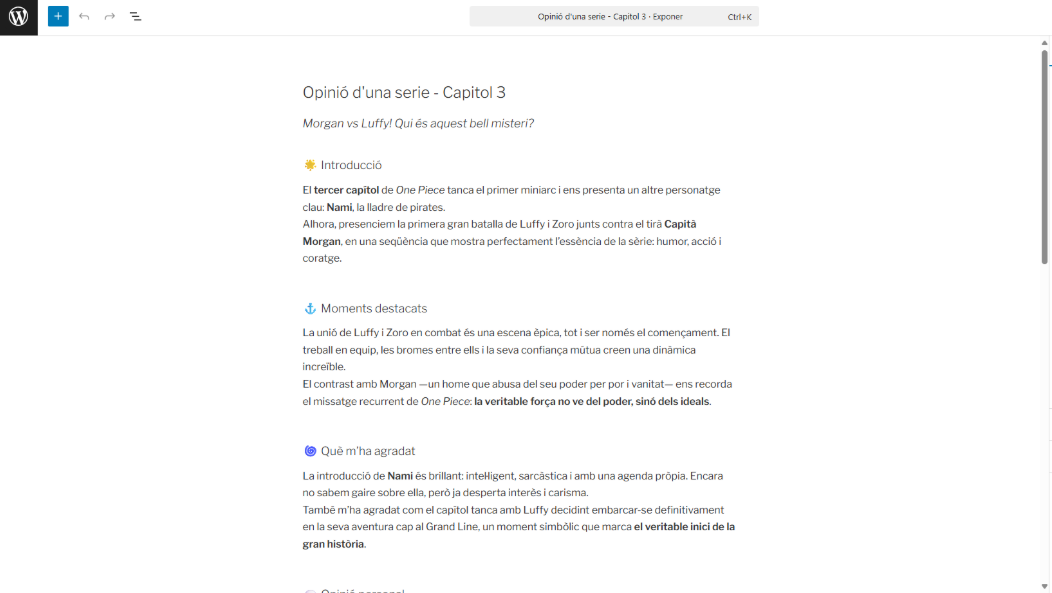 Opinió d'una serie - Capitol 3 · Exponer
Ctrl+K
Opinió d'una serie - Capitol 3
Morgan vs Luffy! Qui és aquest bell misteri?
Introducció
El tercer capítol de One Piece tanca el primer miniarc i ens presenta un altre personatge
clau: Nami, la lladre de pirates.
Alhora, presenciem la primera gran batalla de Luffy i Zoro junts contra el tirà Capità
Morgan, en una seqüència que mostra perfectament l'essència de la sèrie: humor, acció i
coratge.
Moments destacats
La unió de Luffy i Zoro en combat és una escena èpica, tot i ser només el començament. El
treball en equip, les bromes entre ells i la seva confiança mútua creen una dinàmica
increïble.
El contrast amb Morgan —un home que abusa del seu poder per por i vanitat— ens recorda
el missatge recurrent de One Piece: la veritable força no ve del poder, sinó dels ideals.
Què m'ha agradat
La introducció de Nami és brillant: intel·ligent, sarcàstica i amb una agenda pròpia. Encara
no sabem gaire sobre ella, però ja desperta interès i carisma.
També m'ha agradat com el capítol tanca amb Luffy decidint embarcar-se definitivament
en la seva aventura cap al Grand Line, un moment simbòlic que marca el veritable inici de la
gran història.
Opinió personal